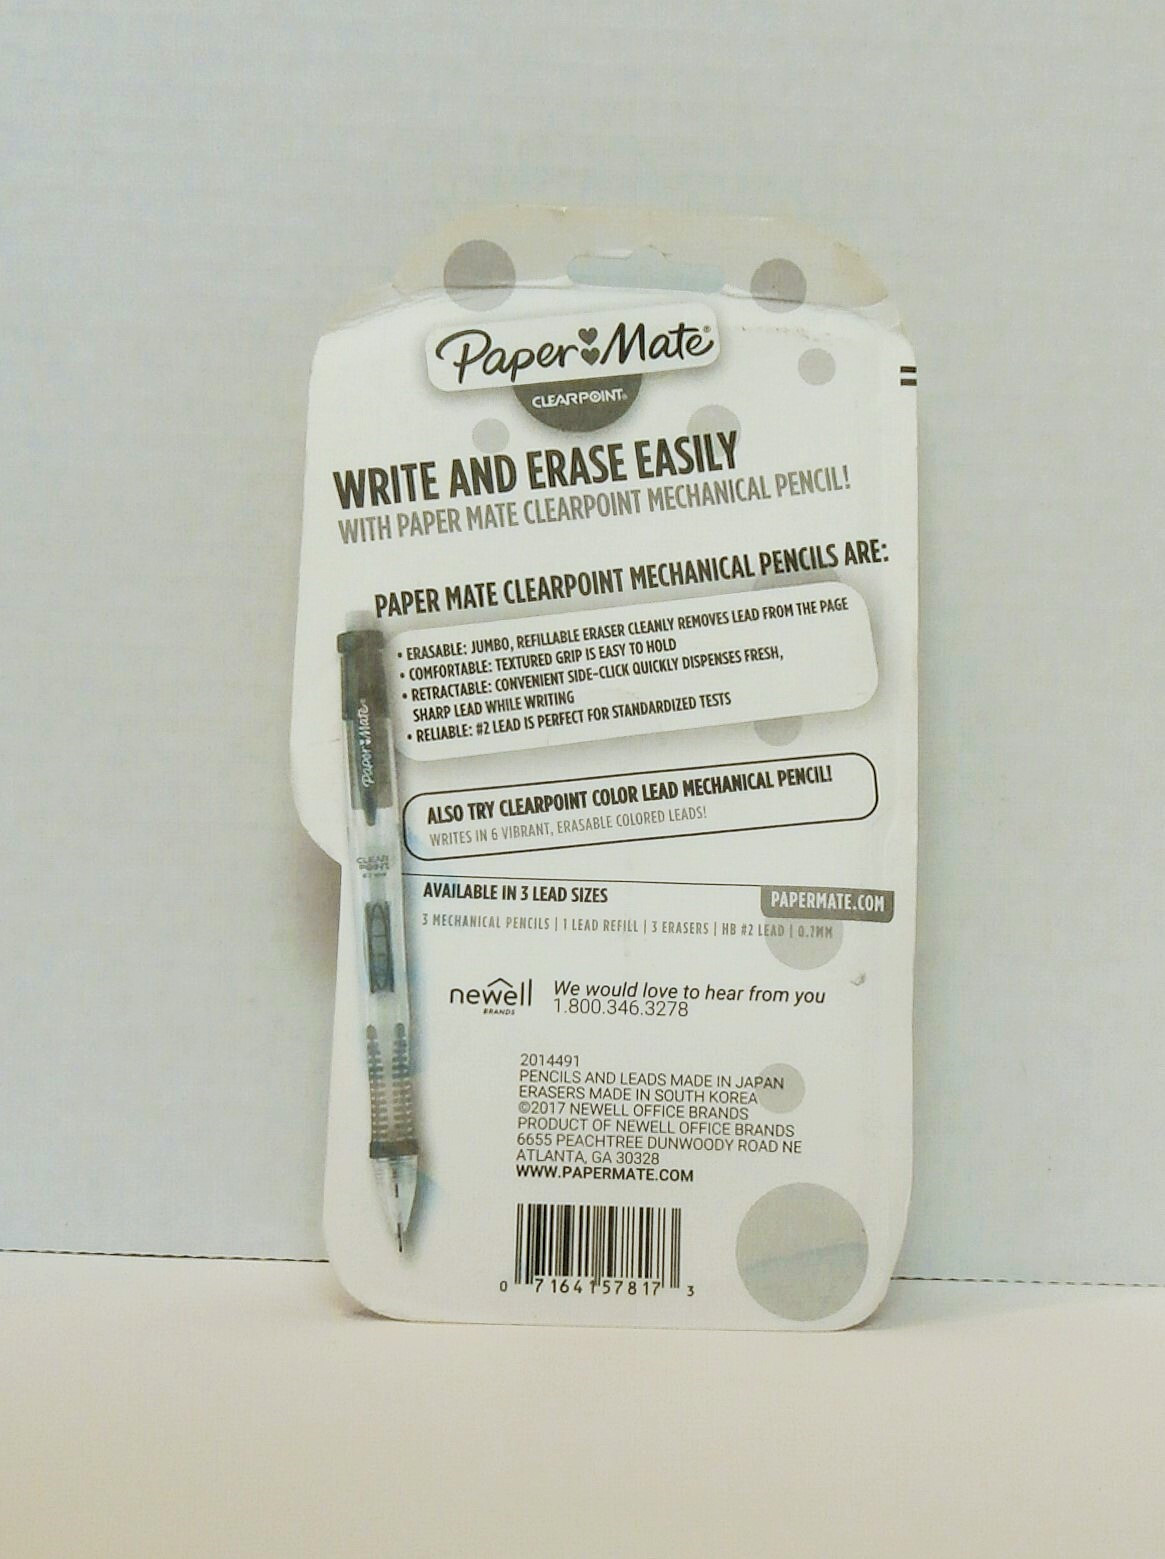 Paper Mate®
CLEARPOINT®
WRITE AND ERASE EASILY
WITH PAPER MATE CLEARPOINT MECHANICAL PENCIL!
PAPER MATE CLEARPOINT MECHANICAL PENCILS ARE:
• ERASABLE: JUMBO, REFILLABLE ERASER CLEANLY REMOVES LEAD FROM THE PAGE
• COMFORTABLE: TEXTURED GRIP IS EASY TO HOLD
• RETRACTABLE: CONVENIENT SIDE-CLICK QUICKLY DISPENSES FRESH,
SHARP LEAD WHILE WRITING
• RELIABLE: #2 LEAD IS PERFECT FOR STANDARDIZED TESTS
Paper Mate
CLEAR
POINT
ALSO TRY CLEARPOINT COLOR LEAD MECHANICAL PENCIL!
WRITES IN 6 VIBRANT, ERASABLE COLORED LEADS!
AVAILABLE IN 3 LEAD SIZES
PAPERMATE.COM
3 MECHANICAL PENCILS | 1 LEAD REFILL | 3 ERASERS | HB #2 LEAD | 0.7MM
newell
BRANDS
We would love to hear from you
1.800.346.3278
2014491
PENCILS AND LEADS MADE IN JAPAN
ERASERS MADE IN SOUTH KOREA
©2017 NEWELL OFFICE BRANDS
PRODUCT OF NEWELL OFFICE BRANDS
6655 PEACHTREE DUNWOODY ROAD NE
ATLANTA, GA 30328
WWW.PAPERMATE.COM
0 71641 57817 3